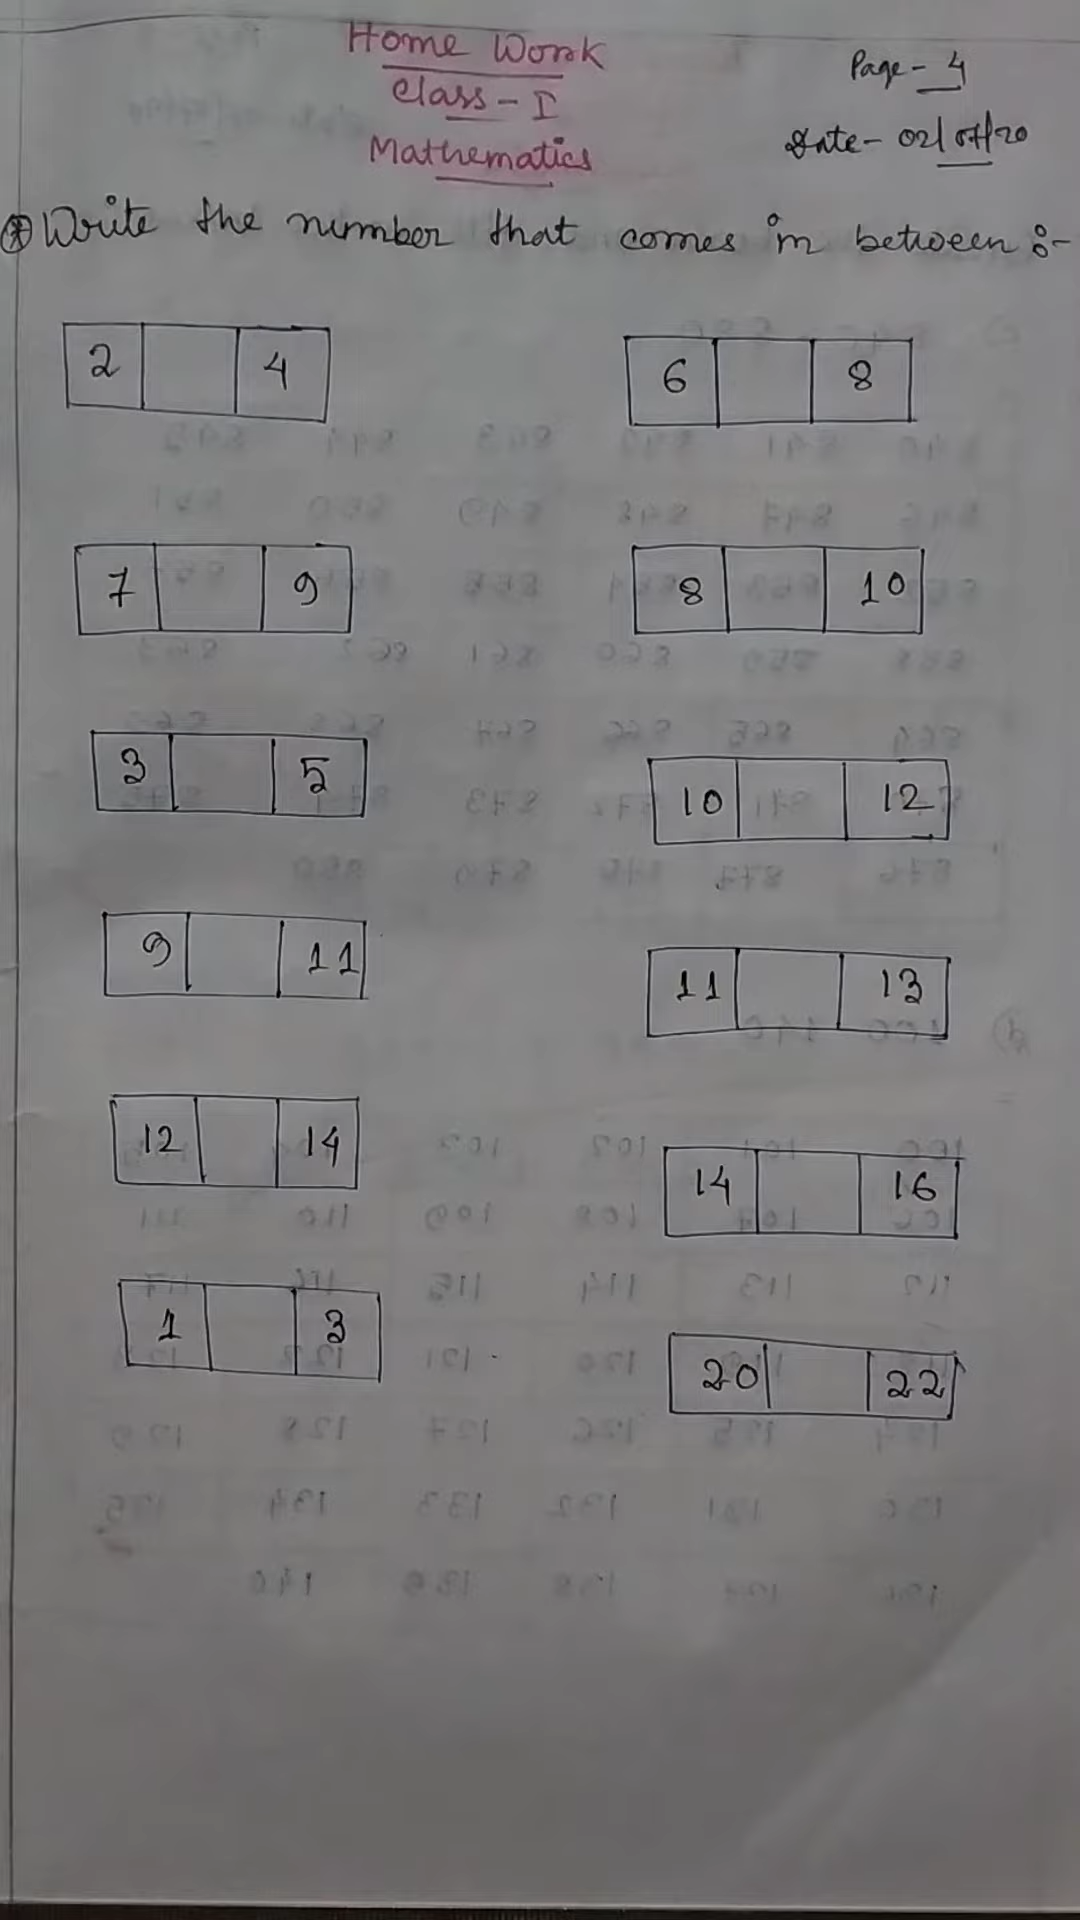 Home Work
Class - I
Mathematics
Page - 4
Date - 02/07/20
Write the number that comes in between :-
2 4
6 8
7 9
8 10
3 5
10 12
9 11
11 13
12 14
14 16
1 3
20 22